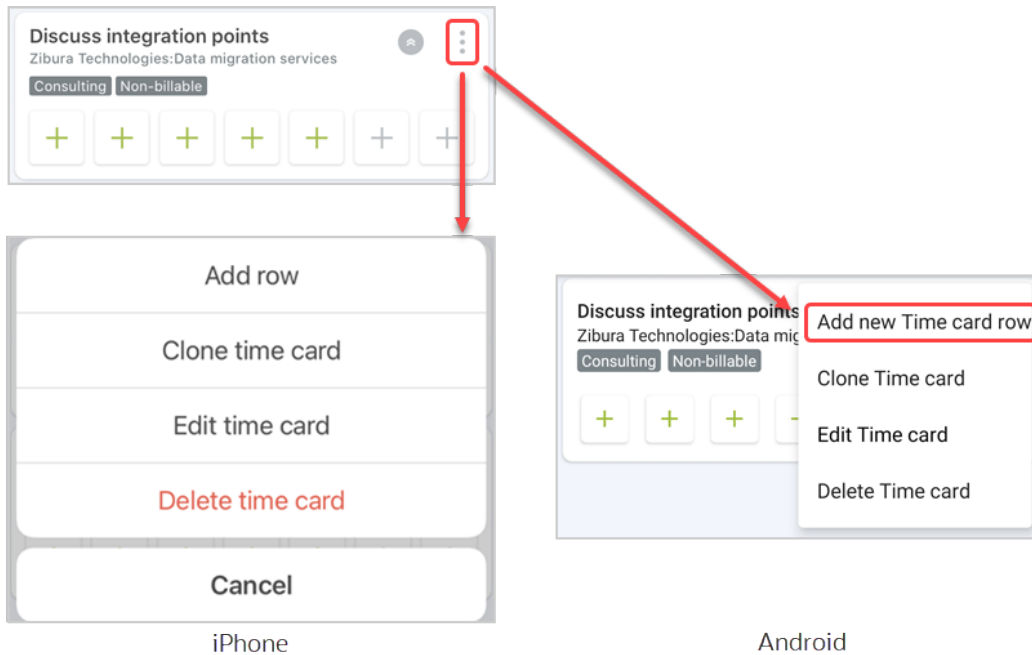 Discuss integration points
Zibura Technologies:Data migration services
Consulting Non-billable
Add row
Clone time card
Edit time card
Delete time card
Cancel
iPhone
Discuss integration points
Zibura Technologies:Data mig
Consulting Non-billable
Add new Time card row
Clone Time card
Edit Time card
Delete Time card
Android